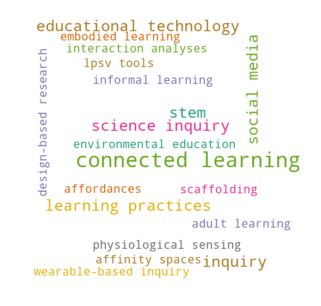 educational technology
embodied learning
interaction analyses
lpsv tools
informal learning
social media
design-based research
stem
science inquiry
environmental education
connected learning
affordances
scaffolding
learning practices
adult learning
physiological sensing
affinity spaces
inquiry
wearable-based inquiry